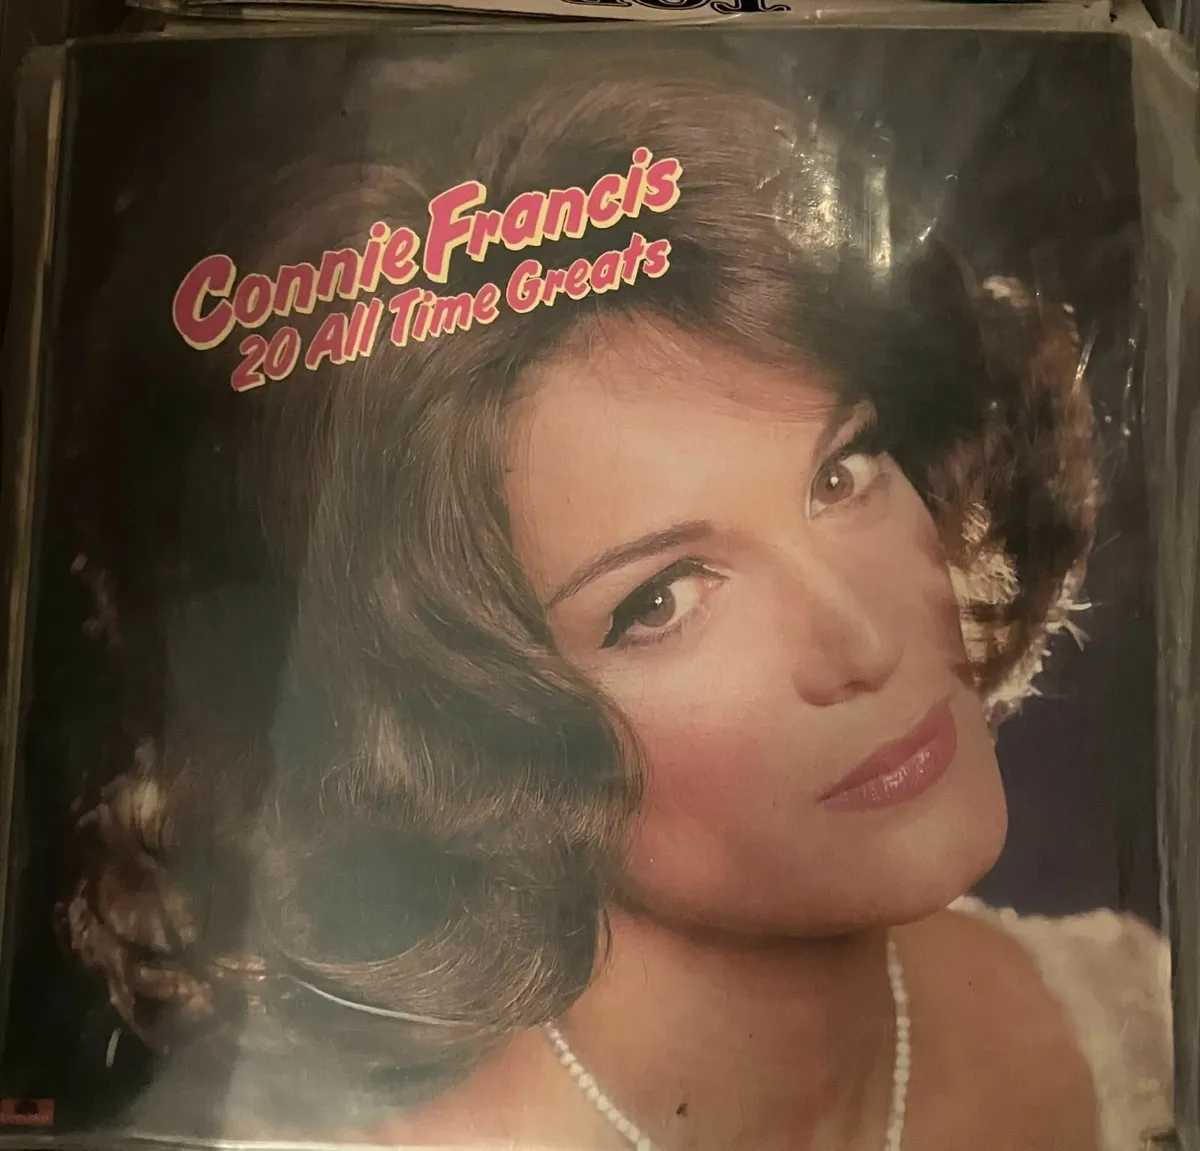 Connie Francis
20 All Time Greats